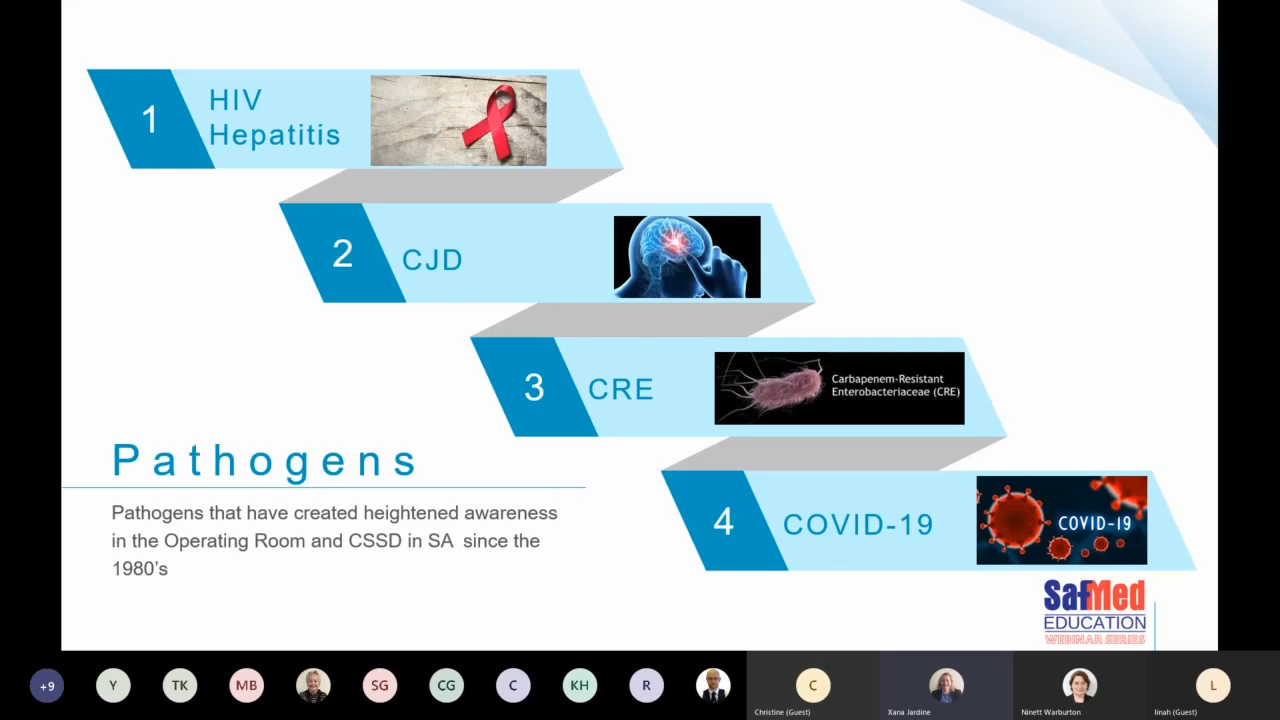 1
HIV
Hepatitis
2
CJD
3
CRE
Carbapenem-Resistant
Enterobacteriaceae (CRE)
4
COVID-19
COVID-19
Pathogens
Pathogens that have created heightened awareness
in the Operating Room and CSSD in SA since the
1980's
SafMed
EDUCATION
WEBINAR SERIES
+9
Y
TK
MB
SG
CG
C
KH
R
C
L
Christine (Guest)
Xana Jardine
Ninett Warburton
linah (Guest)